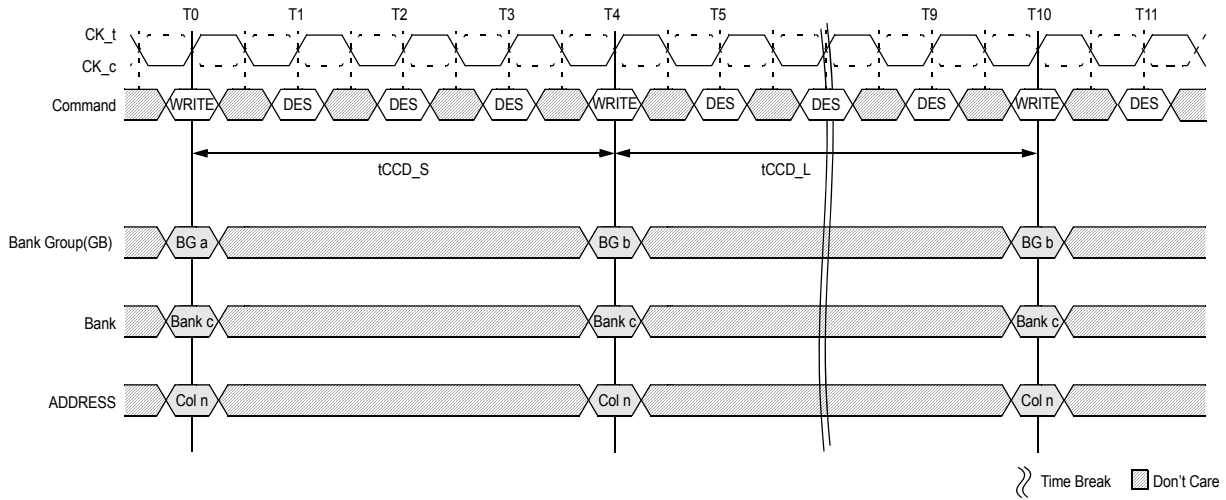 T0 T1 T2 T3 T4 T5 T9 T10 T11
CK_t
CK_c
Command WRITE DES DES DES WRITE DES DES DES WRITE DES
tCCD_S tCCD_L
Bank Group(GB) BG a BG b BG b
Bank Bank c Bank c Bank c
ADDRESS Col n Col n Col n
Time Break Don't Care